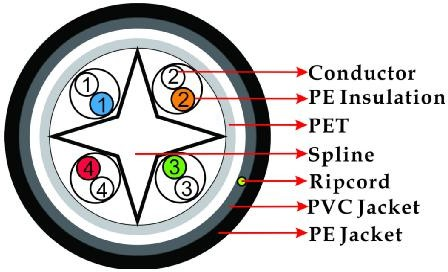 1 2 Conductor
1 2 PE Insulation
PET
Spline
4 3 Ripcord
4 3 PVC Jacket
PE Jacket